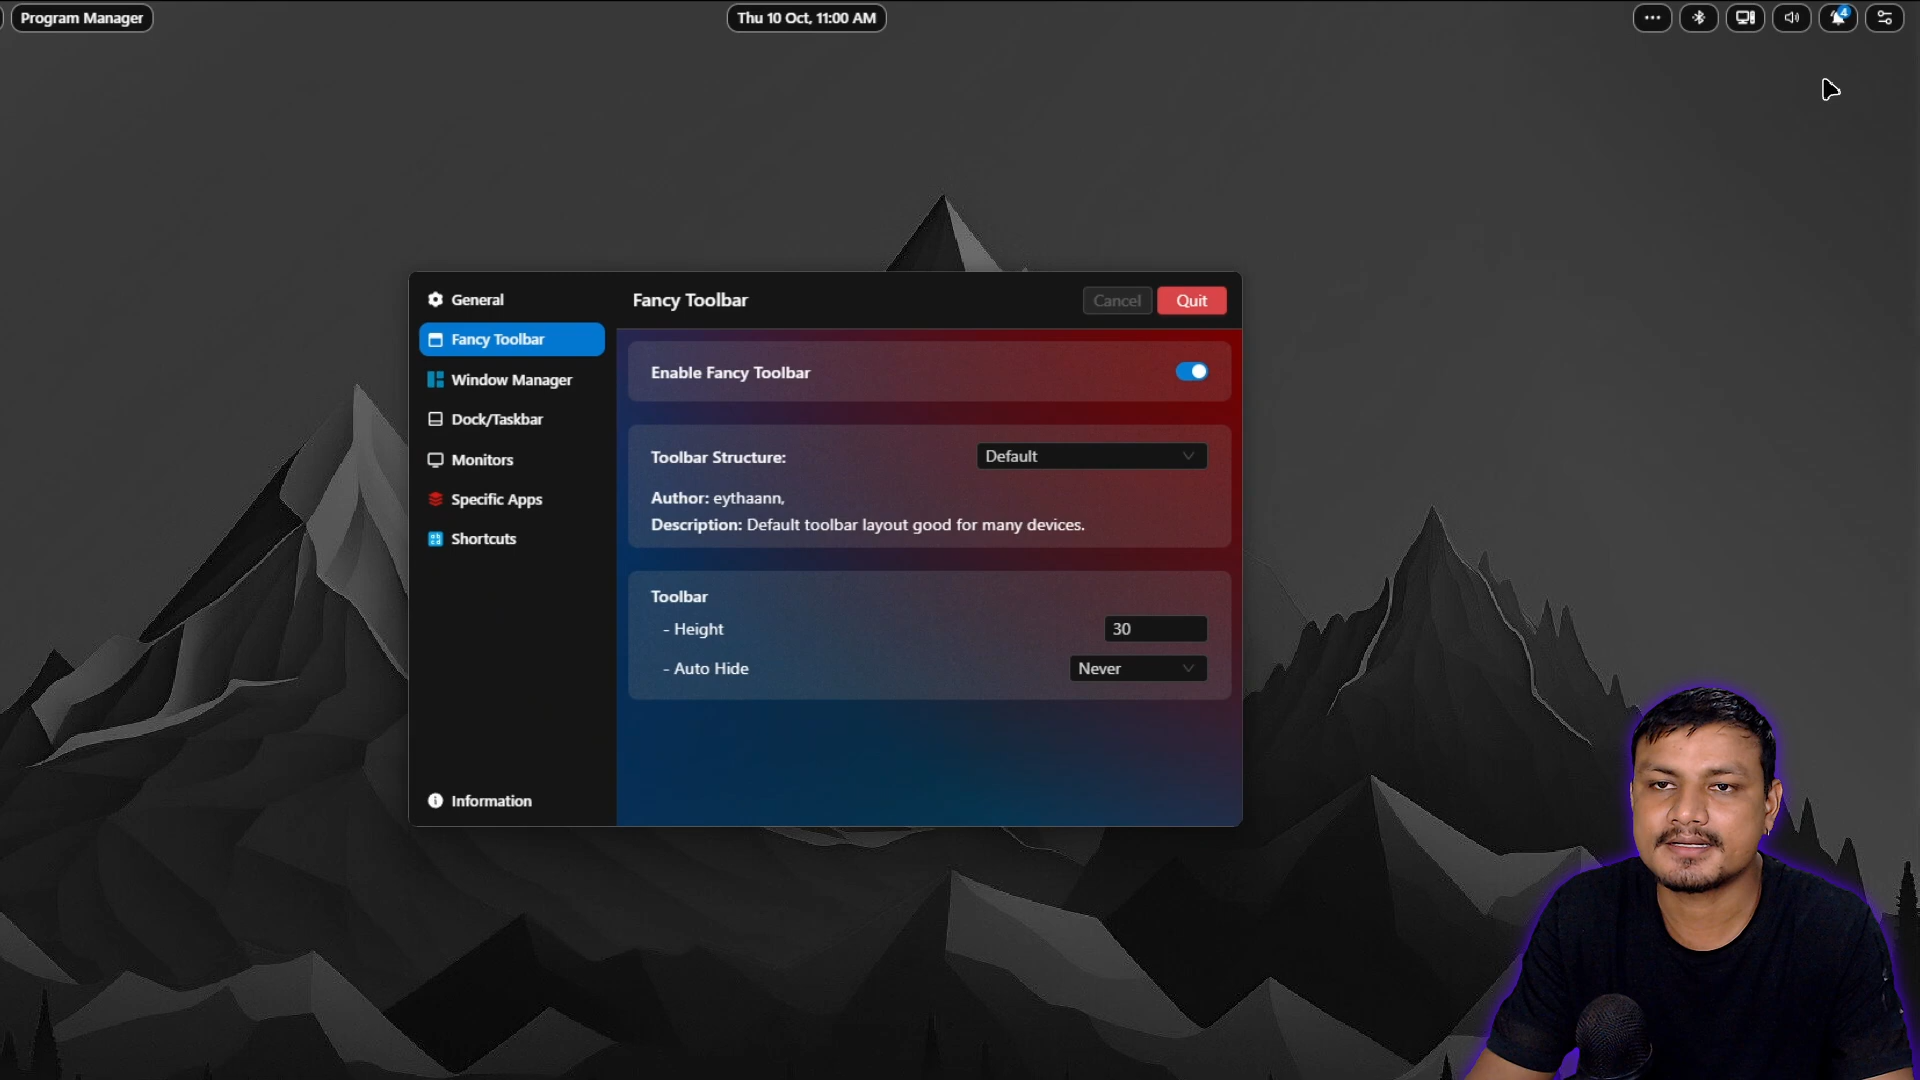 Program Manager
Thu 10 Oct, 11:00 AM
4
General
Fancy Toolbar
Cancel
Quit
Fancy Toolbar
Enable Fancy Toolbar
Window Manager
Dock/Taskbar
Toolbar Structure:
Default
Monitors
Author: eythaann,
Specific Apps
Description: Default toolbar layout good for many devices.
Shortcuts
Toolbar
- Height
30
- Auto Hide
Never
Information